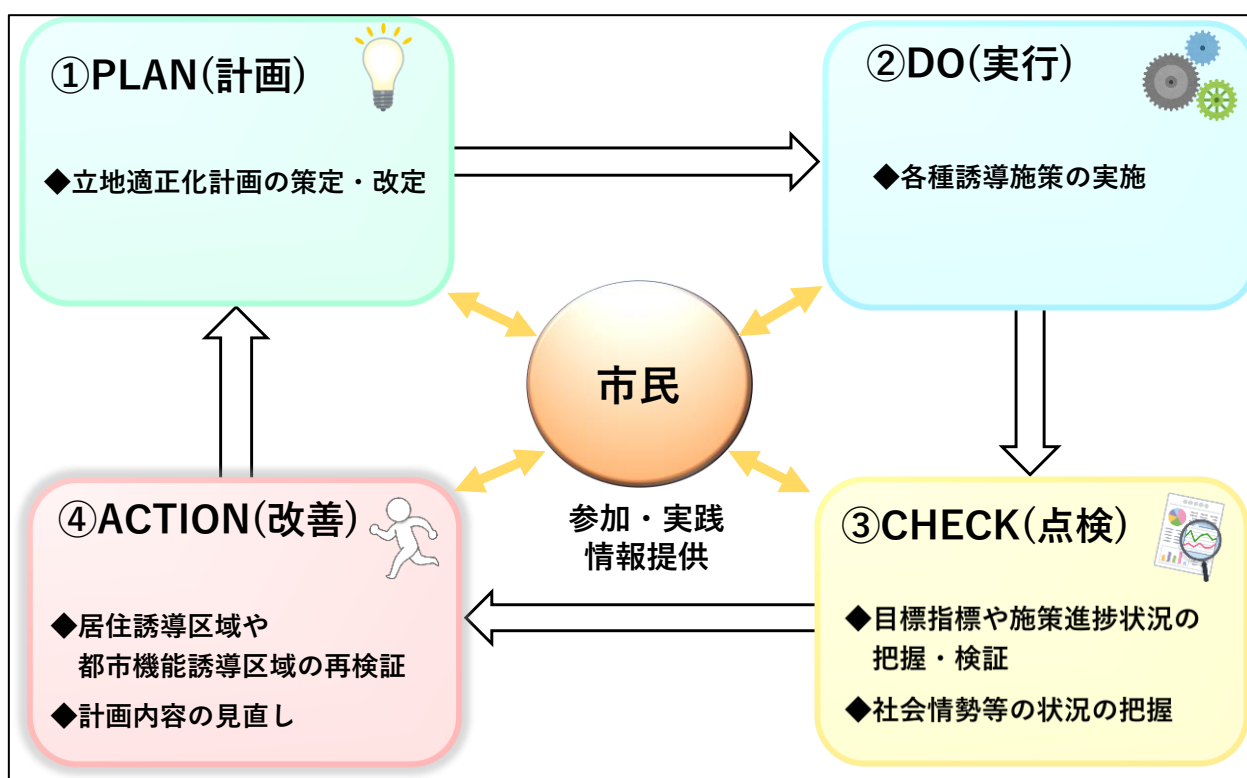 ①PLAN(計画)
◆立地適正化計画の策定・改定
②DO(実行)
◆各種誘導施策の実施
市民
参加・実践
情報提供
③CHECK(点検)
◆目標指標や施策進捗状況の
把握・検証
◆社会情勢等の状況の把握
④ACTION(改善)
◆居住誘導区域や
都市機能誘導区域の再検証
◆計画内容の見直し